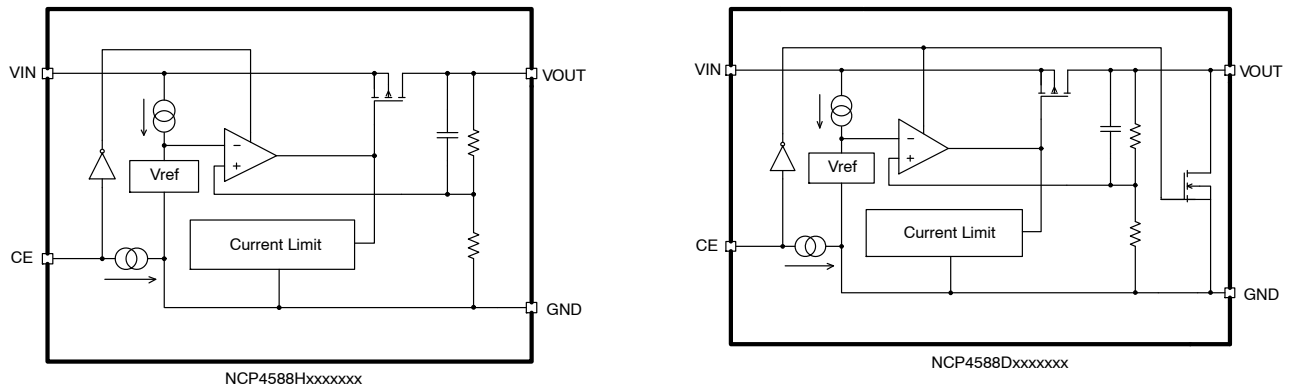 VIN
VOUT
−
+
Vref
Current Limit
CE
GND
NCP4588Hxxxxxxx
VIN
VOUT
−
+
Vref
Current Limit
CE
GND
NCP4588Dxxxxxxx